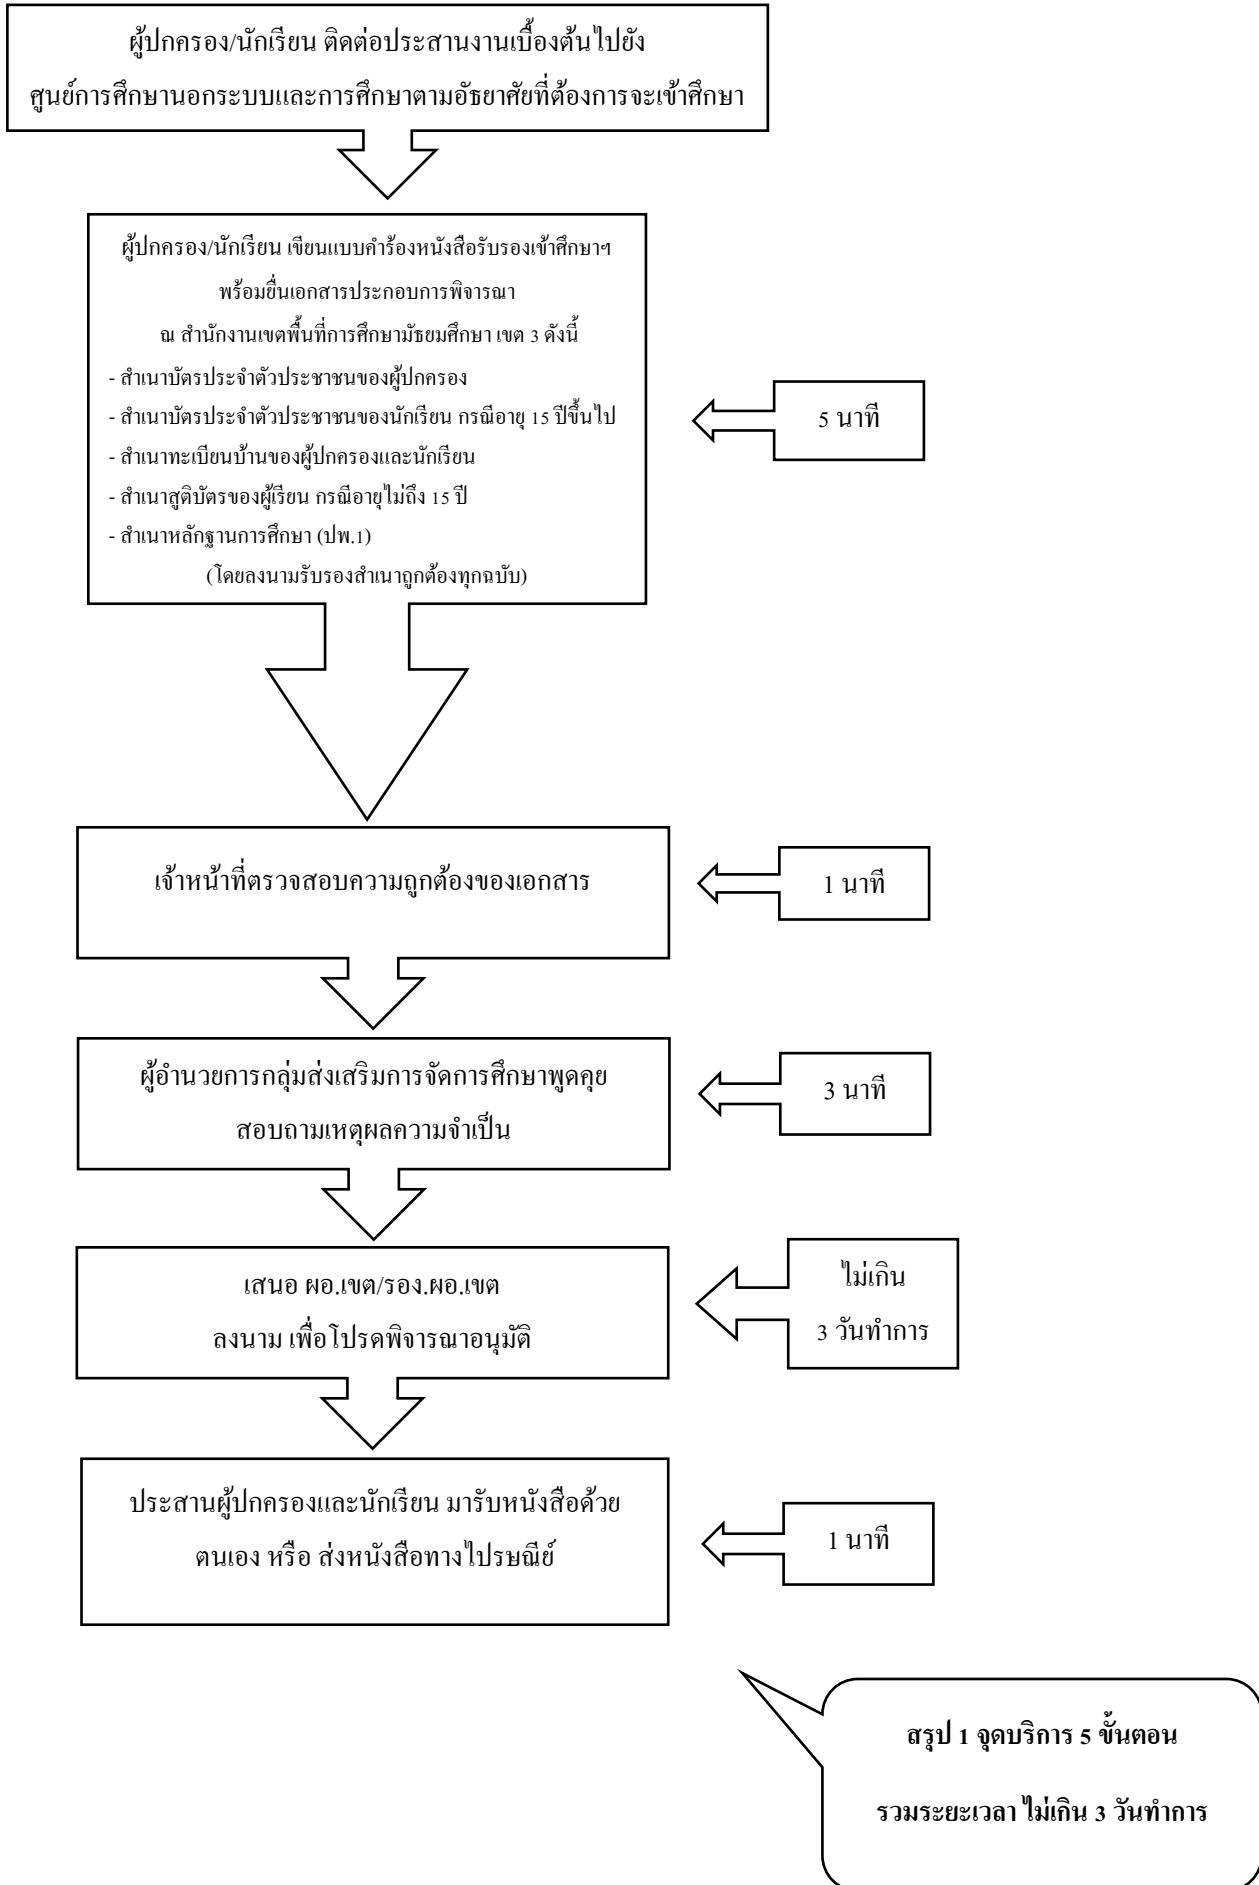 ผู้ปกครอง/นักเรียน ติดต่อประสานงานเบื้องต้นไปยัง
ศูนย์การศึกษานอกระบบและการศึกษาตามอัธยาศัยที่ต้องการจะเข้าศึกษา
ผู้ปกครอง/นักเรียน เขียนแบบคำร้องหนังสือรับรองเข้าศึกษาฯ
พร้อมยื่นเอกสารประกอบการพิจารณา
ณ สำนักงานเขตพื้นที่การศึกษามัธยมศึกษา เขต 3 ดังนี้
- สำเนาบัตรประจำตัวประชาชนของผู้ปกครอง
- สำเนาบัตรประจำตัวประชาชนของนักเรียน กรณีอายุ 15 ปีขึ้นไป
- สำเนาทะเบียนบ้านของผู้ปกครองและนักเรียน
- สำเนาสูติบัตรของผู้เรียน กรณีอายุไม่ถึง 15 ปี
- สำเนาหลักฐานการศึกษา (ปพ.1)
(โดยลงนามรับรองสำเนาถูกต้องทุกฉบับ)
5 นาที
เจ้าหน้าที่ตรวจสอบความถูกต้องของเอกสาร
1 นาที
ผู้อำนวยการกลุ่มส่งเสริมการจัดการศึกษาพูดคุย
สอบถามเหตุผลความจำเป็น
3 นาที
เสนอ ผอ.เขต/รอง.ผอ.เขต
ลงนาม เพื่อโปรดพิจารณาอนุมัติ
ไม่เกิน
3 วันทำการ
ประสานผู้ปกครองและนักเรียน มารับหนังสือด้วย
ตนเอง หรือ ส่งหนังสือทางไปรษณีย์
1 นาที
สรุป 1 จุดบริการ 5 ขั้นตอน
รวมระยะเวลา ไม่เกิน 3 วันทำการ